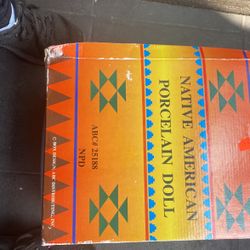 NATIVE AMERICAN
PORCELAIN DOLL
ABC# 25188
NPD